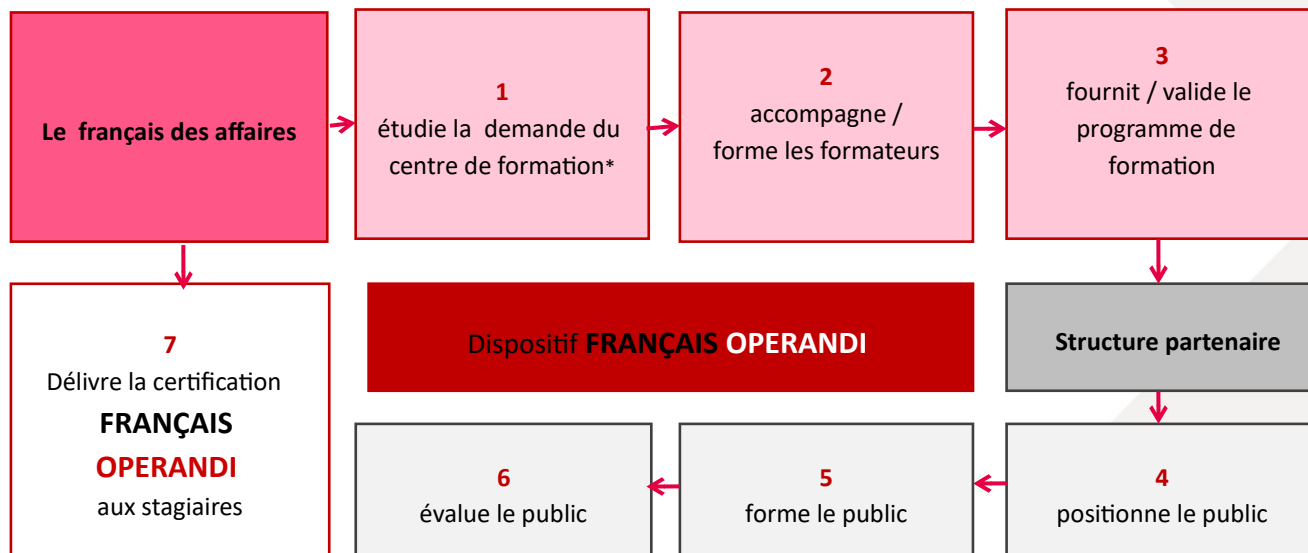 Le français des affaires
1
étudie la demande du
centre de formation*
2
accompagne /
forme les formateurs
3
fournit / valide le
programme de
formation
7
Délivre la certification
FRANÇAIS
OPERANDI
aux stagiaires
Dispositif FRANÇAIS OPERANDI
Structure partenaire
6
évalue le public
5
forme le public
4
positionne le public